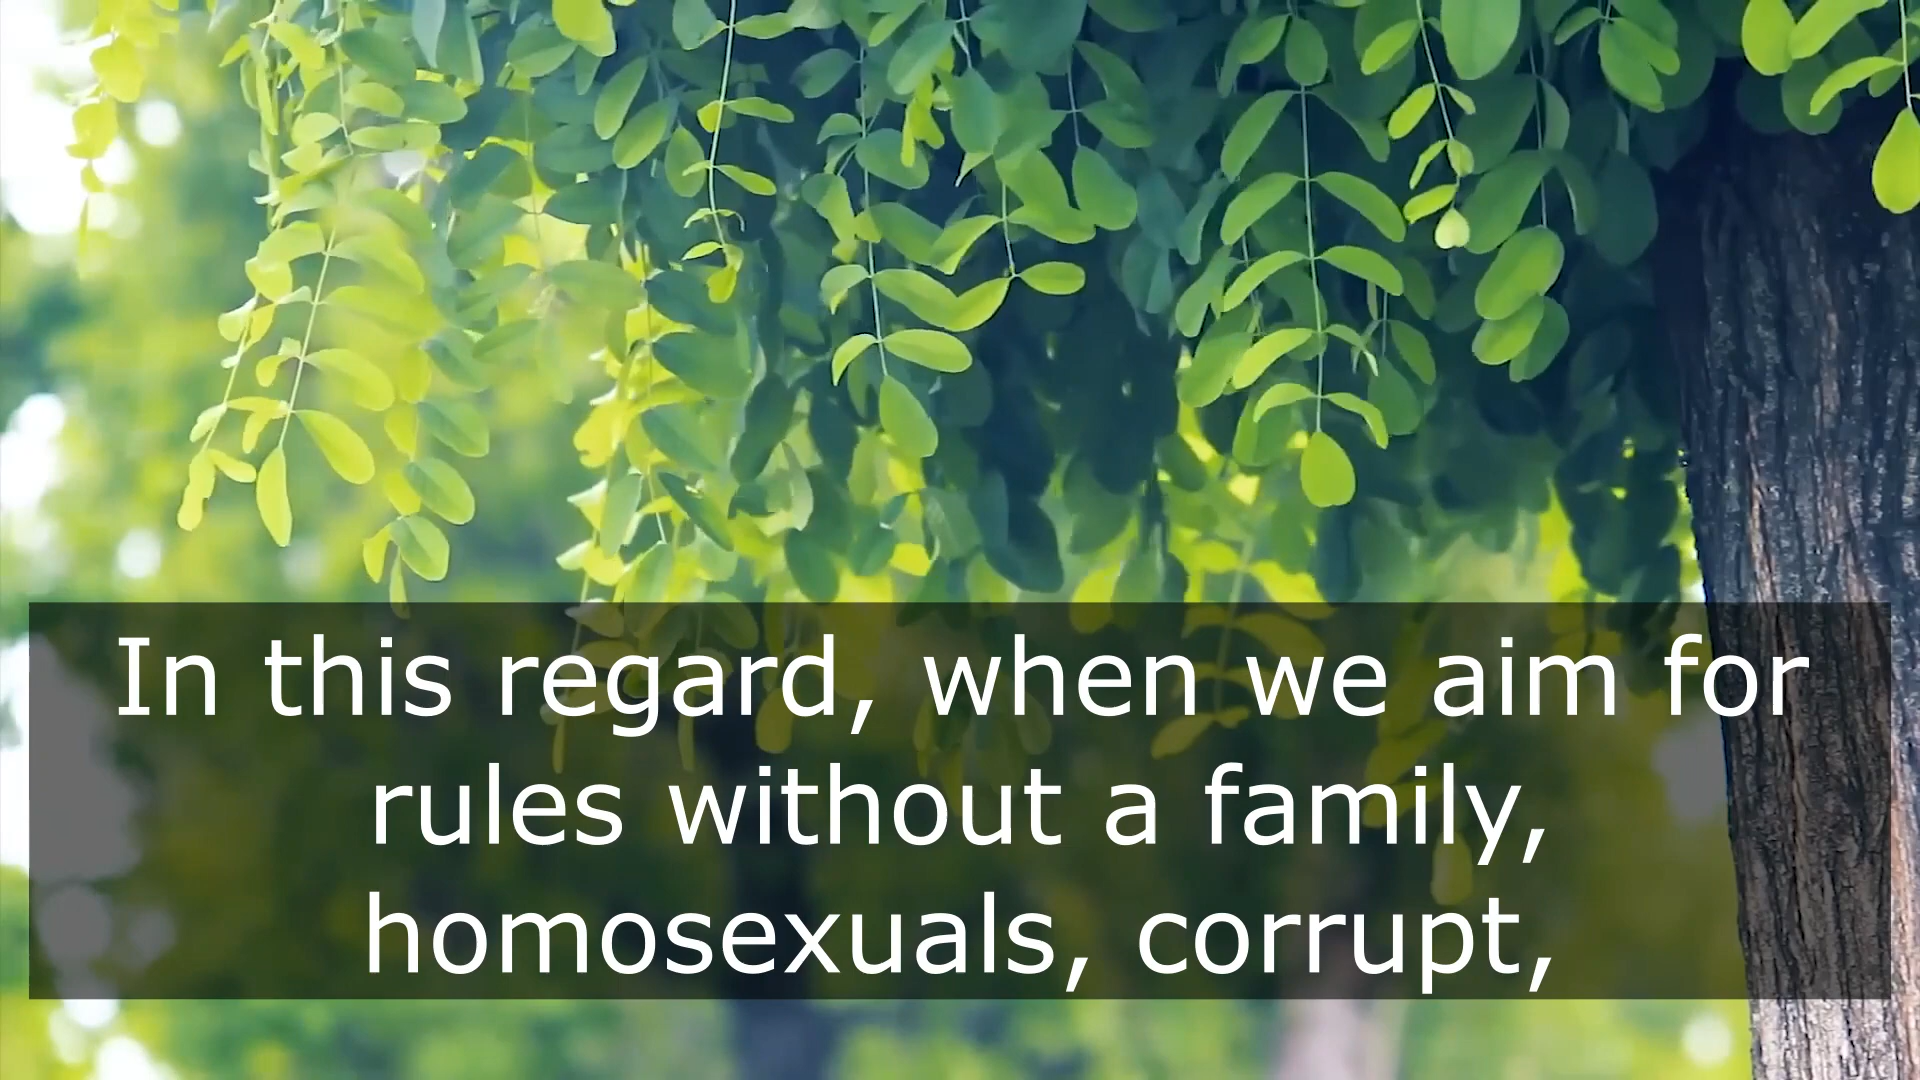 In this regard, when we aim for
rules without a family,
homosexuals, corrupt,